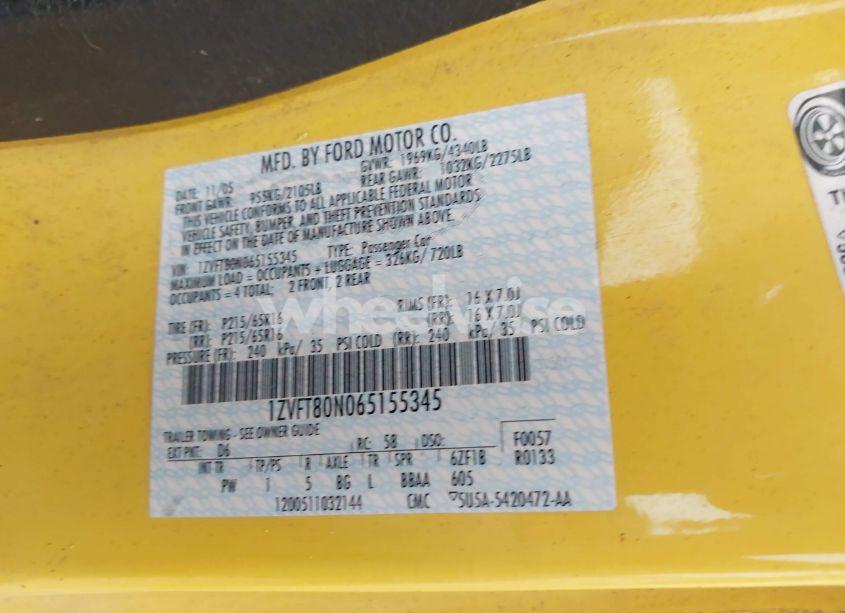 MFD. BY FORD MOTOR CO.
DATE: 11/05 GVWR: 1969KG/4340LB
FRONT GAWR: 955KG/2105LB REAR GAWR: 1032KG/2275LB
THIS VEHICLE CONFORMS TO ALL APPLICABLE FEDERAL MOTOR
VEHICLE SAFETY, BUMPER, AND THEFT PREVENTION STANDARDS
IN EFFECT ON THE DATE OF MANUFACTURE SHOWN ABOVE.
VIN: 1ZVFT80N065155345 TYPE: Passenger Car
MAXIMUM LOAD = OCCUPANTS + LUGGAGE = 326KG/ 720LB
OCCUPANTS = 4 TOTAL: 2 FRONT, 2 REAR
TIRE (FR): P215/65R16 RIMS (FR): 16 X 7.0J
(RR): P215/65R16 (RR): 16 X 7.0J
PRESSURE (FR): 240 kPa/ 35 PSI COLD (RR): 240 kPa/ 35 PSI COLD
1ZVFT80N065155345
TRAILER TOWING - SEE OWNER GUIDE
EXT PNT: D6 RC: 58 DSO: F0057
INT TR TP/PS R AXLE TR SPR 6ZF1B R0133
PW 1 5 BG L BBAA 605
1200511032144 CMC 5U5A-5420472-AA